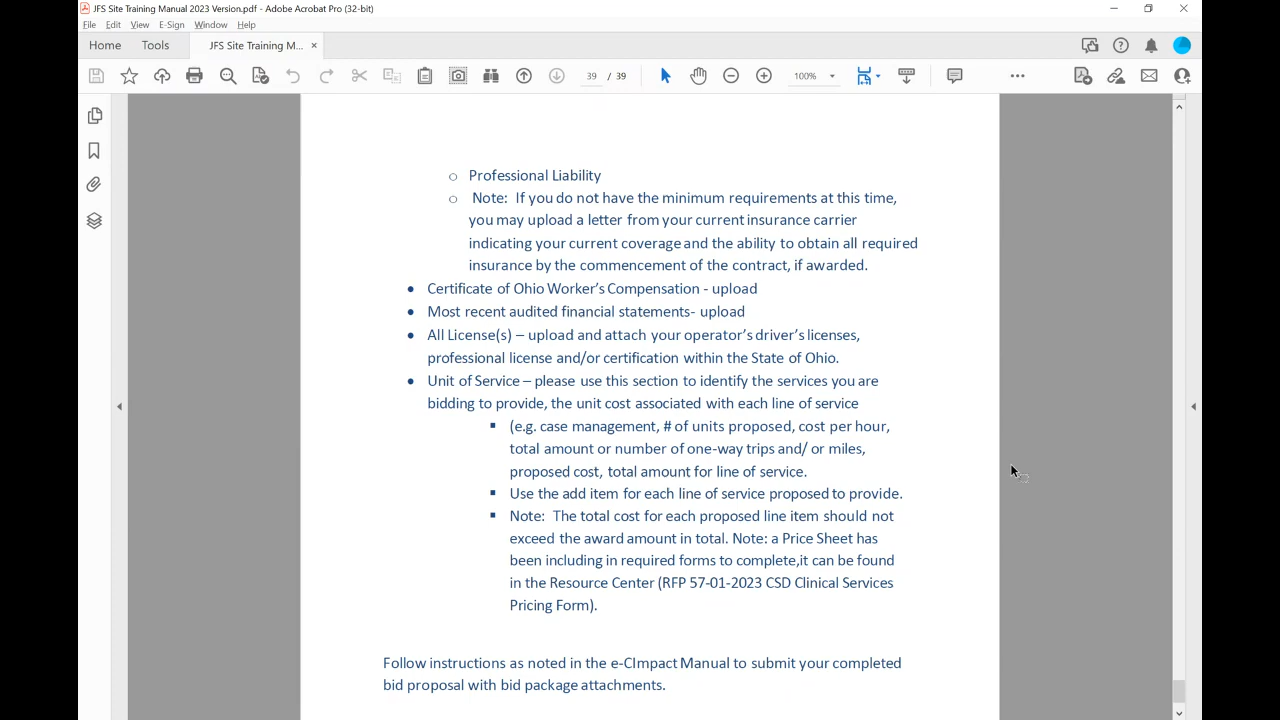 JFS Site Training Manual 2023 Version.pdf - Adobe Acrobat Pro (32-bit)
File Edit View E-Sign Window Help
Home Tools JFS Site Training M... ×
39 / 39 100%
o Professional Liability
o Note: If you do not have the minimum requirements at this time,
you may upload a letter from your current insurance carrier
indicating your current coverage and the ability to obtain all required
insurance by the commencement of the contract, if awarded.
• Certificate of Ohio Worker's Compensation - upload
• Most recent audited financial statements- upload
• All License(s) – upload and attach your operator's driver's licenses,
professional license and/or certification within the State of Ohio.
• Unit of Service – please use this section to identify the services you are
bidding to provide, the unit cost associated with each line of service
▪ (e.g. case management, # of units proposed, cost per hour,
total amount or number of one-way trips and/ or miles,
proposed cost, total amount for line of service.
▪ Use the add item for each line of service proposed to provide.
▪ Note: The total cost for each proposed line item should not
exceed the award amount in total. Note: a Price Sheet has
been including in required forms to complete,it can be found
in the Resource Center (RFP 57-01-2023 CSD Clinical Services
Pricing Form).
Follow instructions as noted in the e-CImpact Manual to submit your completed
bid proposal with bid package attachments.